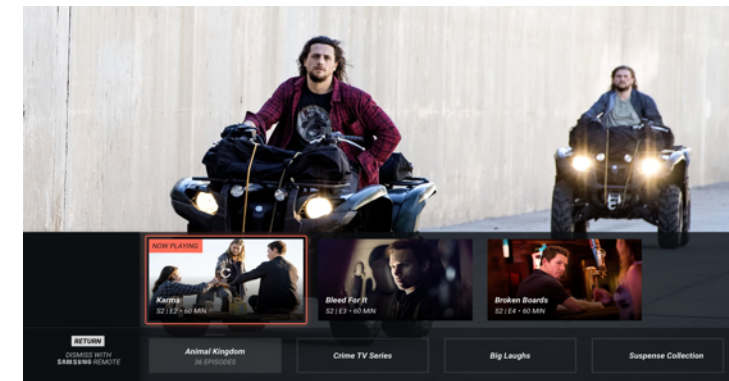 NOW PLAYING
Karma
S2 | E2 • 60 MIN
Bleed For It
S2 | E3 • 60 MIN
Broken Boards
S2 | E4 • 60 MIN
RETURN
DISMISS WITH
SAMSUNG REMOTE
Animal Kingdom
36 EPISODES
Crime TV Series
Big Laughs
Suspense Collection